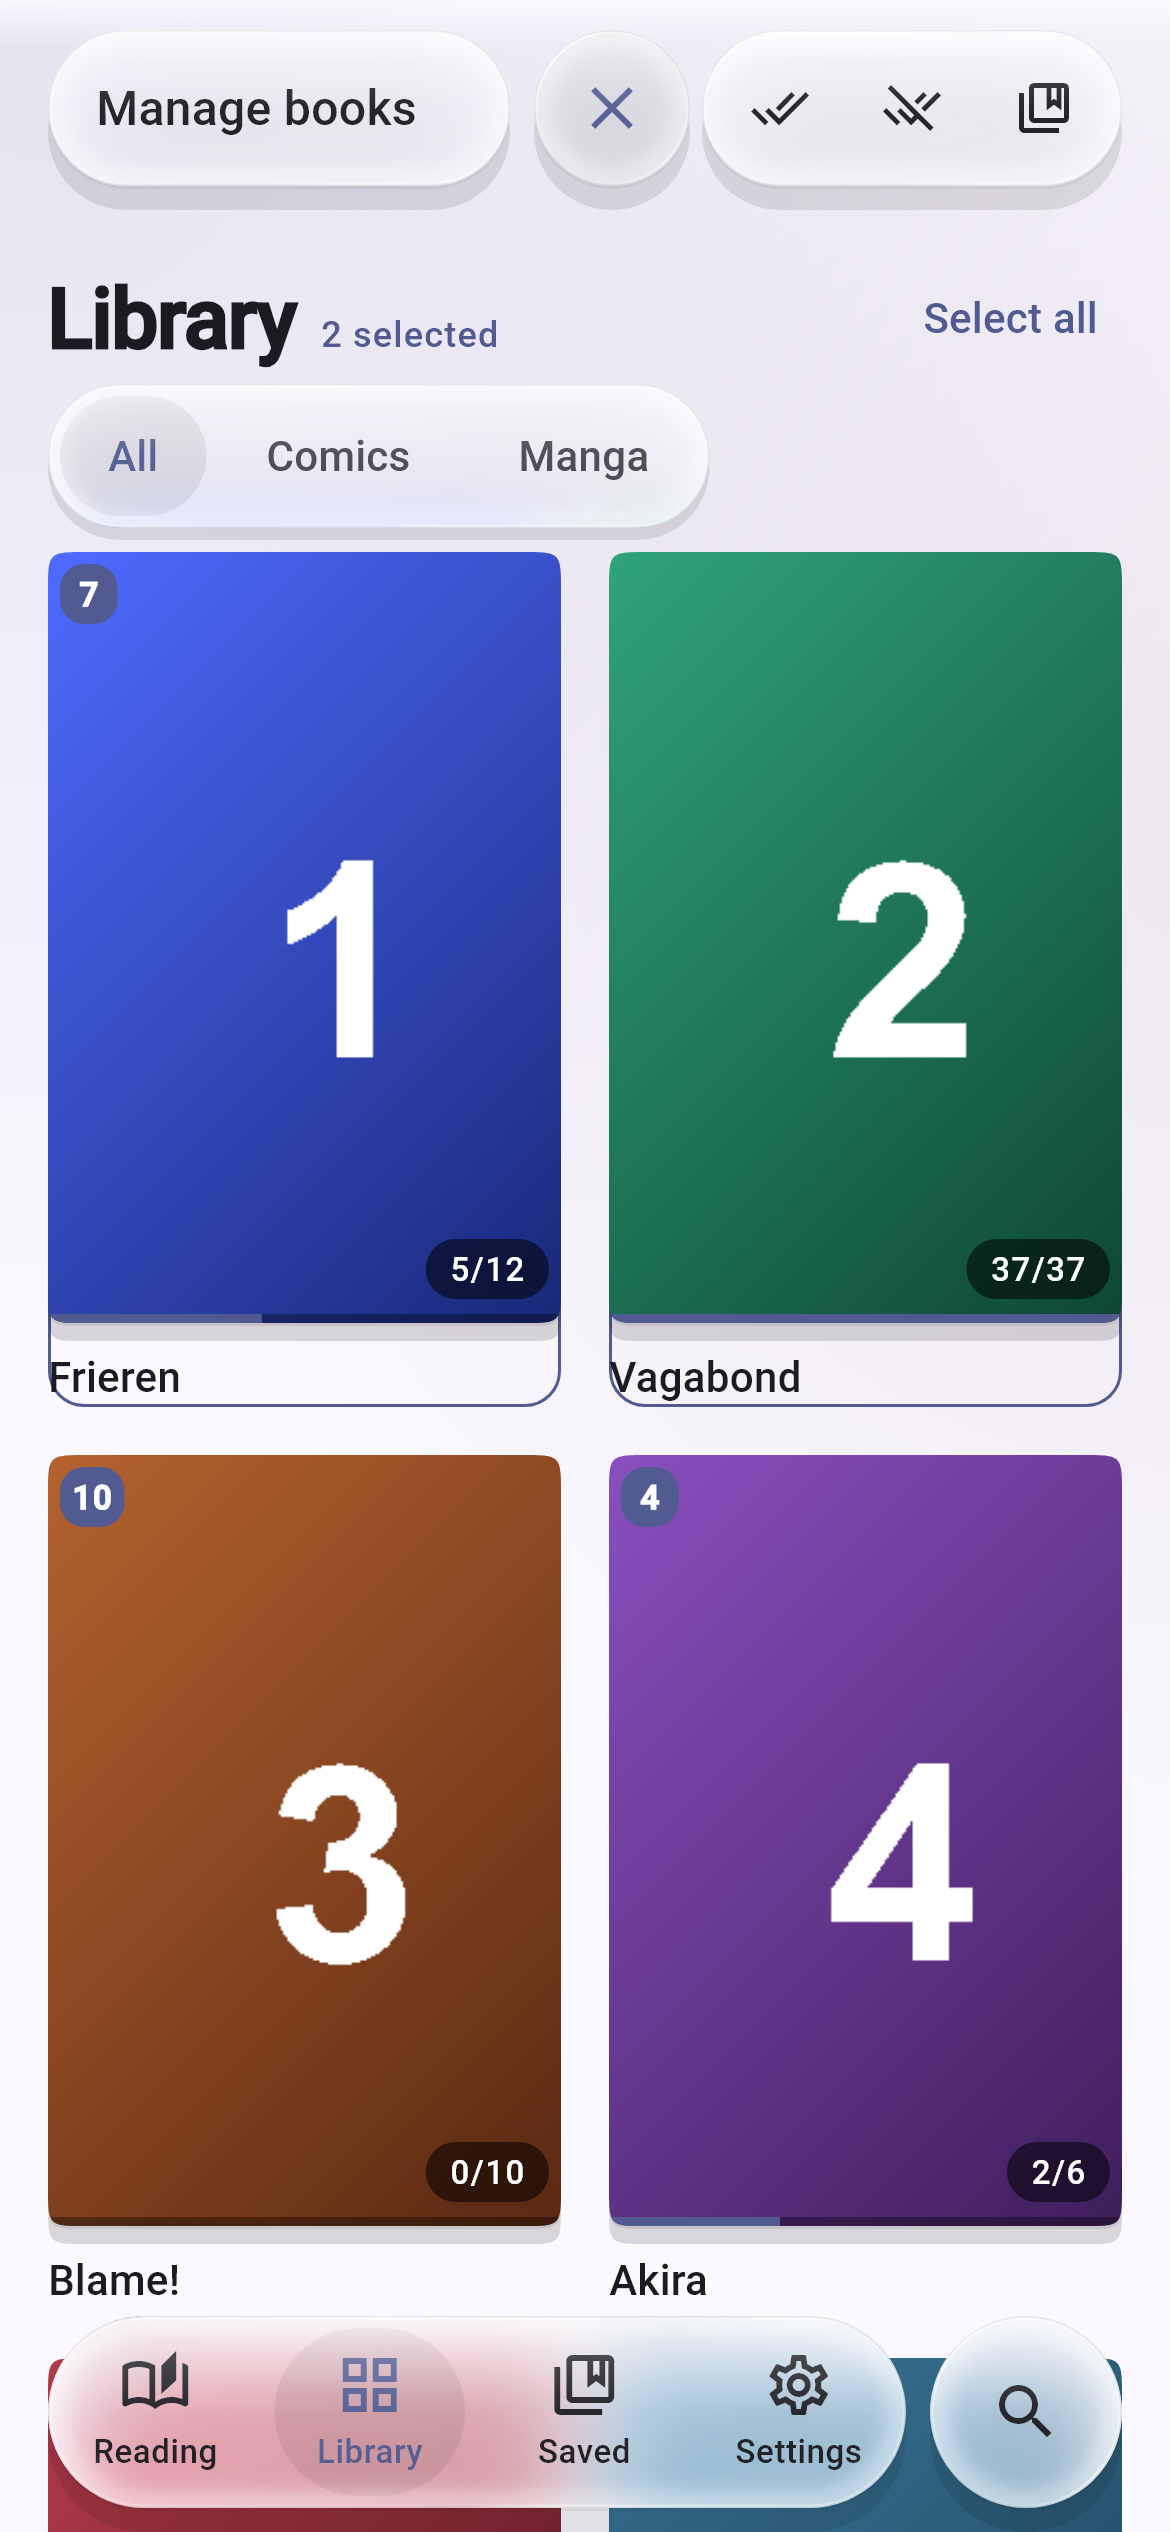 Manage books
Library 2 selected Select all
All Comics Manga
7
1
2
5/12
37/37
Frieren
Vagabond
10
4
3
4
0/10
2/6
Blame!
Akira
Reading Library Saved Settings